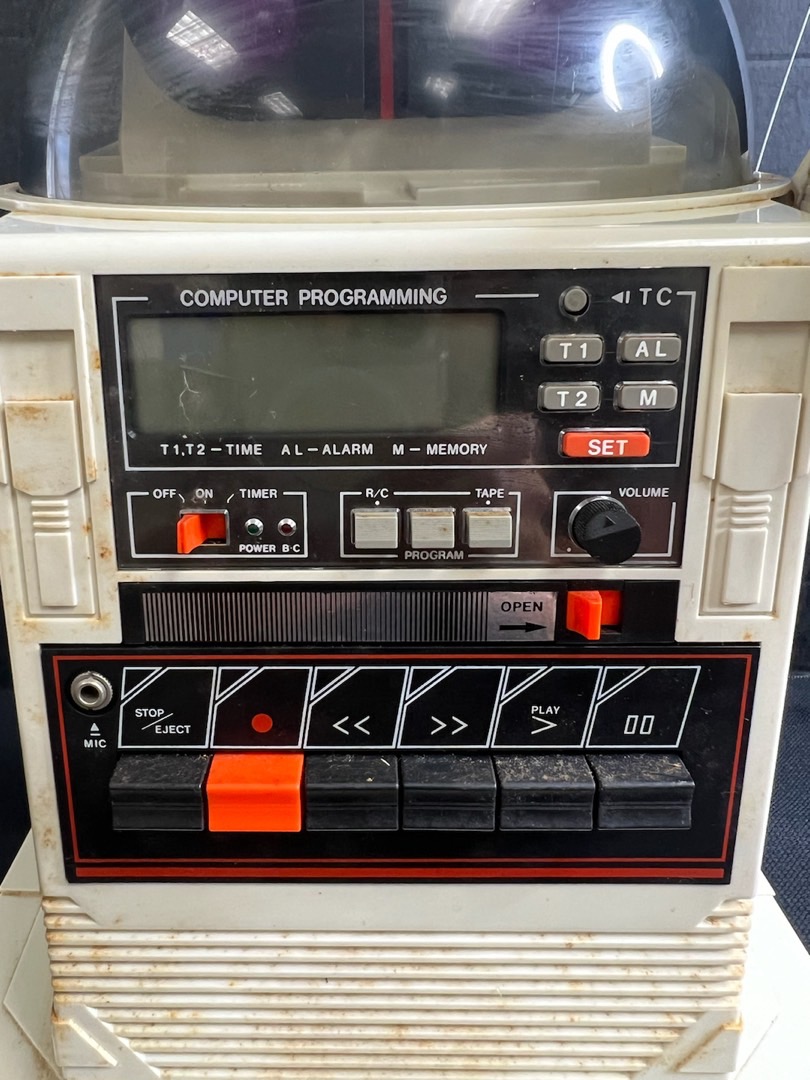 COMPUTER PROGRAMMING
TC
T1 AL
T2 M
T1,T2-TIME AL-ALARM M-MEMORY
SET
OFF ON TIMER
POWER B·C
R/C TAPE
PROGRAM
VOLUME
OPEN
MIC
STOP/EJECT
<<
>>
PLAY
>